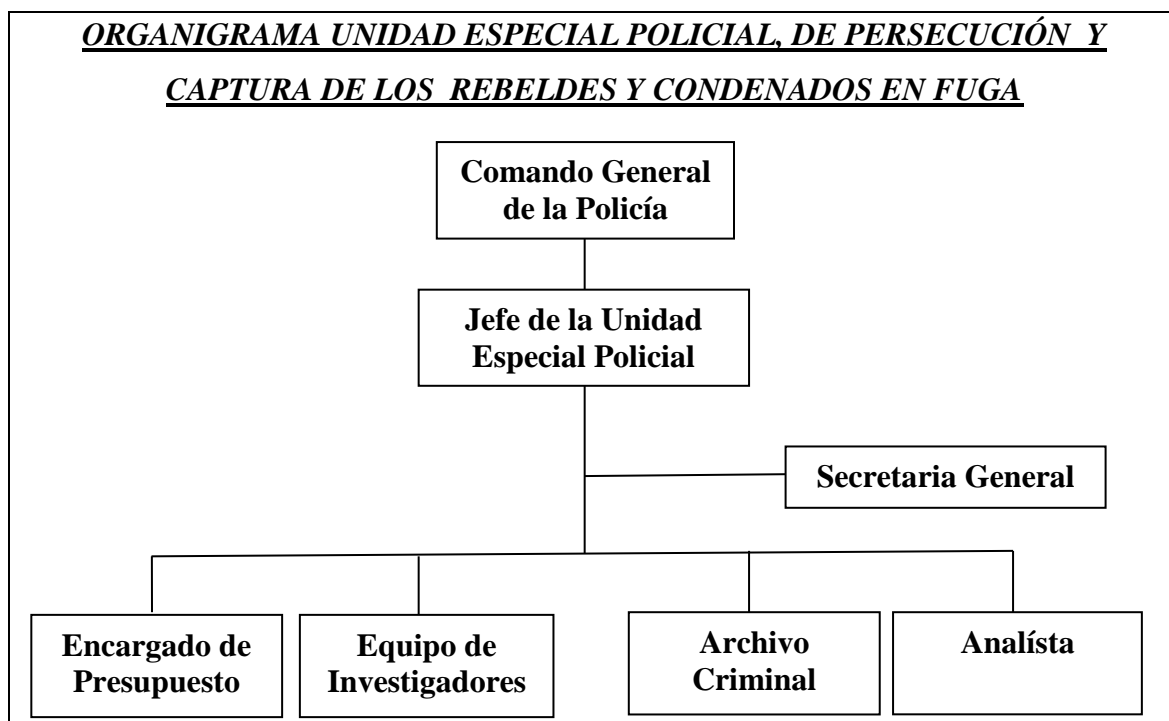 ORGANIGRAMA UNIDAD ESPECIAL POLICIAL, DE PERSECUCIÓN Y
CAPTURA DE LOS REBELDES Y CONDENADOS EN FUGA
Comando General
de la Policía
Jefe de la Unidad
Especial Policial
Secretaria General
Encargado de
Presupuesto
Equipo de
Investigadores
Archivo
Criminal
Analísta